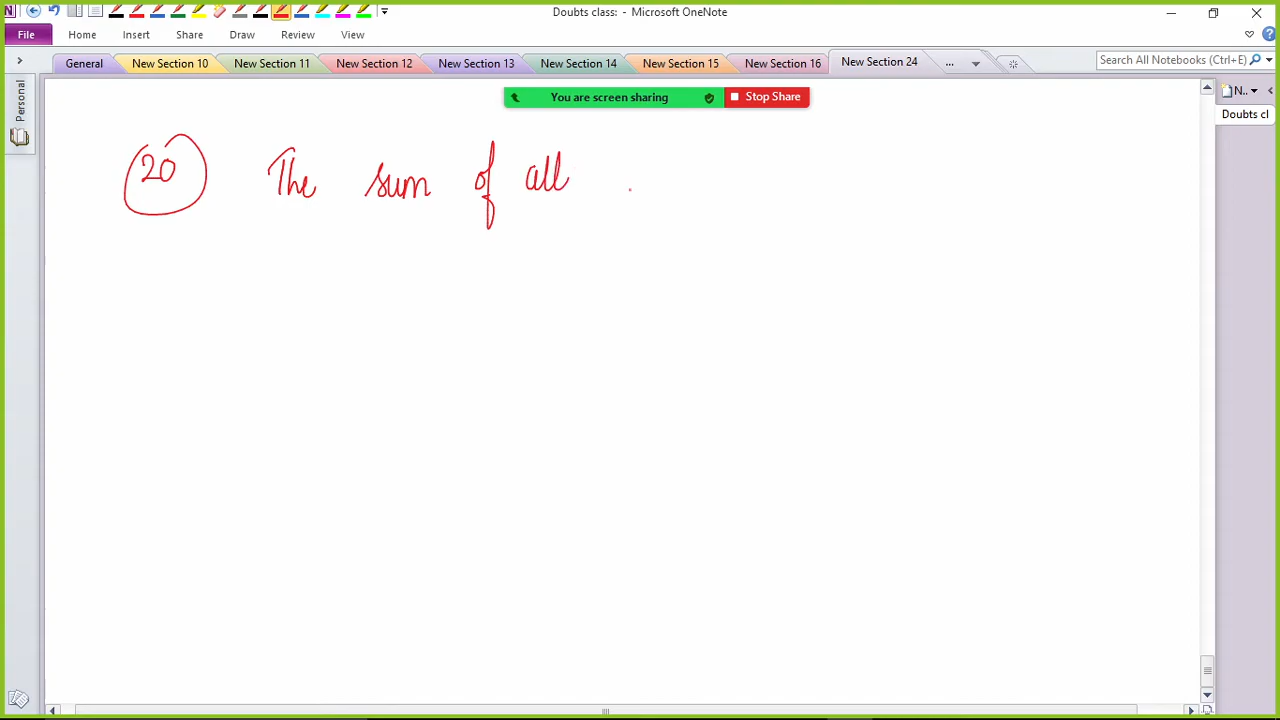 Doubts class: - Microsoft OneNote
File Home Insert Share Draw Review View
General New Section 10 New Section 11 New Section 12 New Section 13 New Section 14 New Section 15 New Section 16 New Section 24 ... Search All Notebooks (Ctrl+E)
Personal
You are screen sharing Stop Share
N..
Doubts cl
20 The sum of all